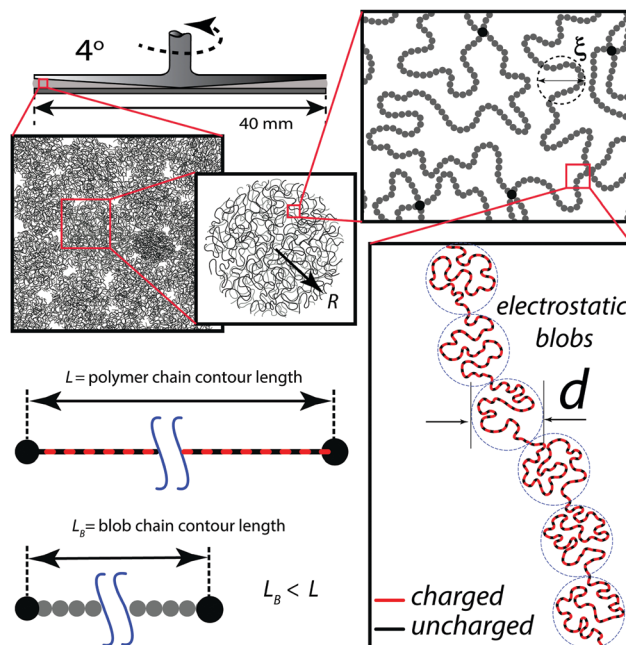 4°
40 mm
ξ
R
electrostatic
blobs
d
L = polymer chain contour length
L_B = blob chain contour length
L_B < L
charged
uncharged